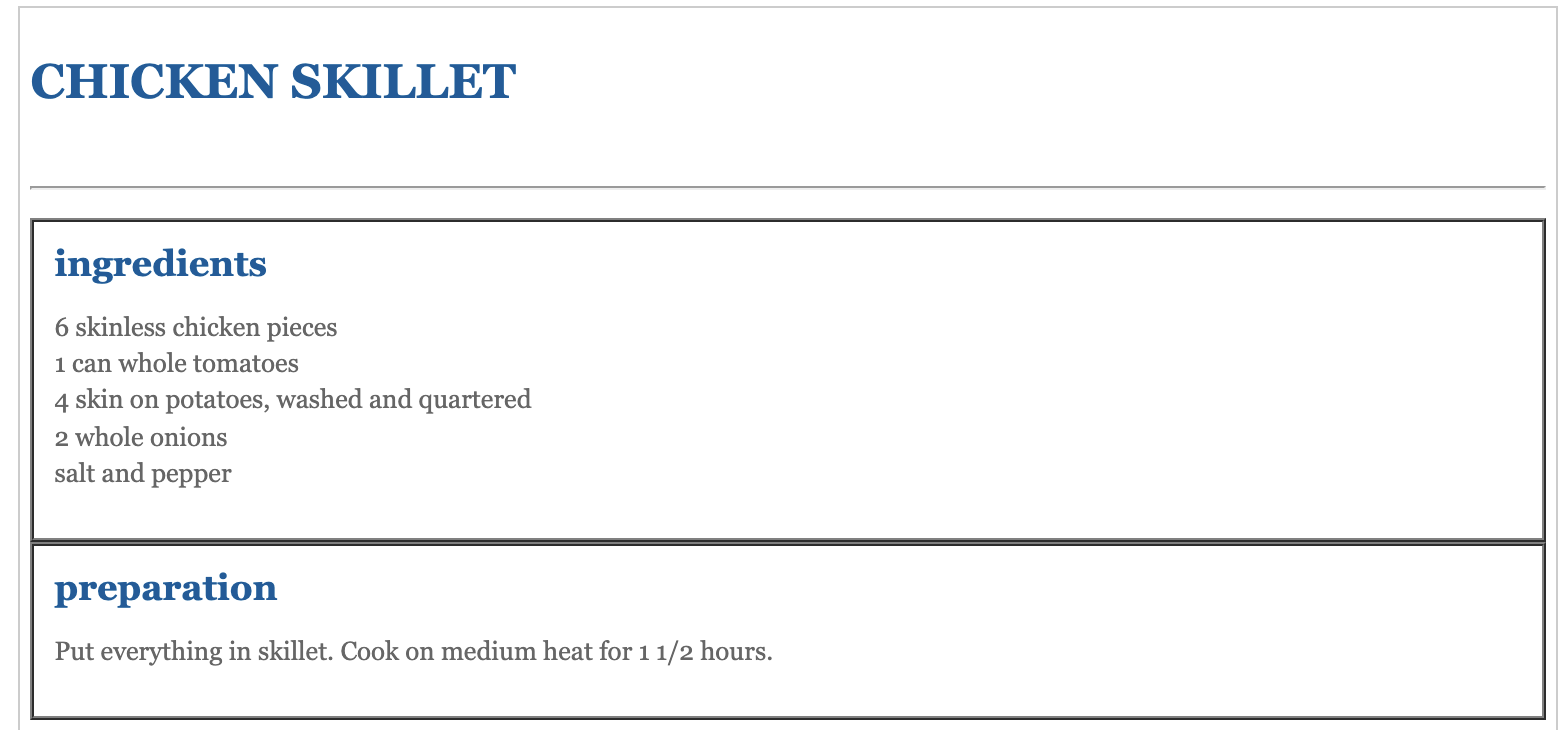 CHICKEN SKILLET
ingredients
6 skinless chicken pieces
1 can whole tomatoes
4 skin on potatoes, washed and quartered
2 whole onions
salt and pepper
preparation
Put everything in skillet. Cook on medium heat for 1 1/2 hours.